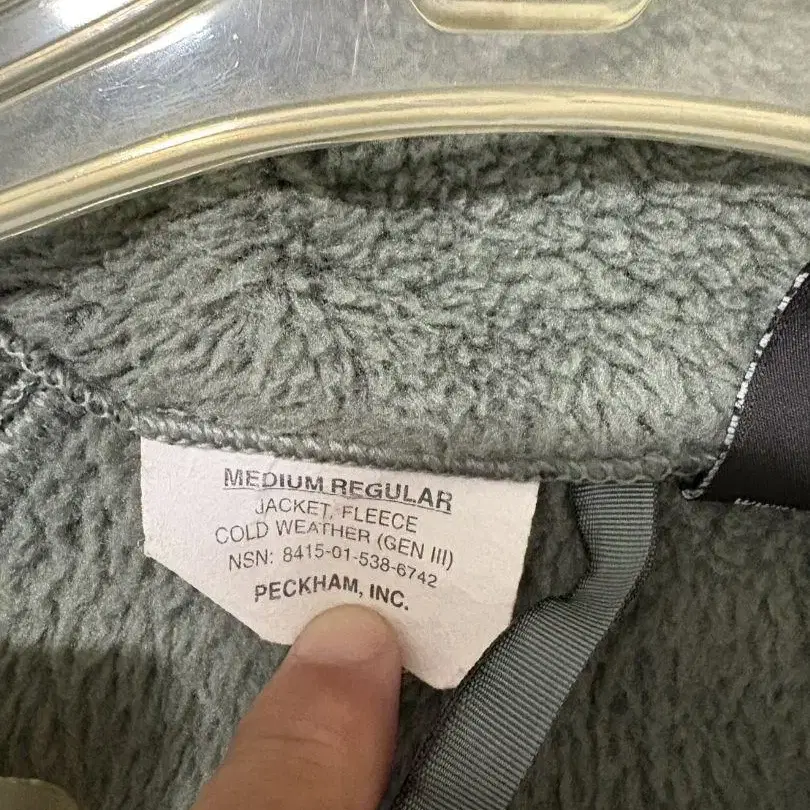 MEDIUM REGULAR
JACKET, FLEECE
COLD WEATHER (GEN III)
NSN: 8415-01-538-6742
PECKHAM, INC.